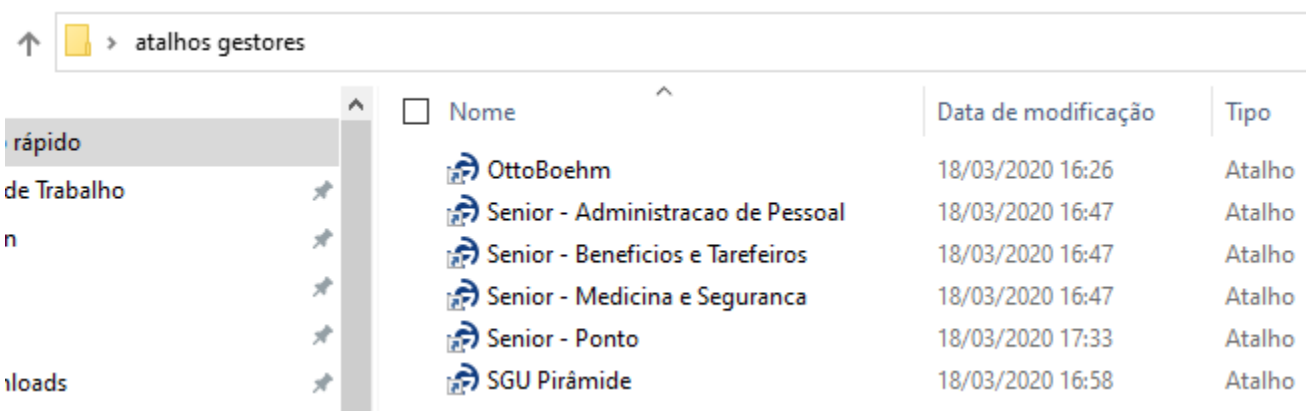 atalhos gestores
Nome Data de modificação Tipo
rápido
OttoBoehm 18/03/2020 16:26 Atalho
de Trabalho
Senior - Administracao de Pessoal 18/03/2020 16:47 Atalho
n
Senior - Beneficios e Tarefeiros 18/03/2020 16:47 Atalho
Senior - Medicina e Seguranca 18/03/2020 16:47 Atalho
Senior - Ponto 18/03/2020 17:33 Atalho
nloads
SGU Pirâmide 18/03/2020 16:58 Atalho